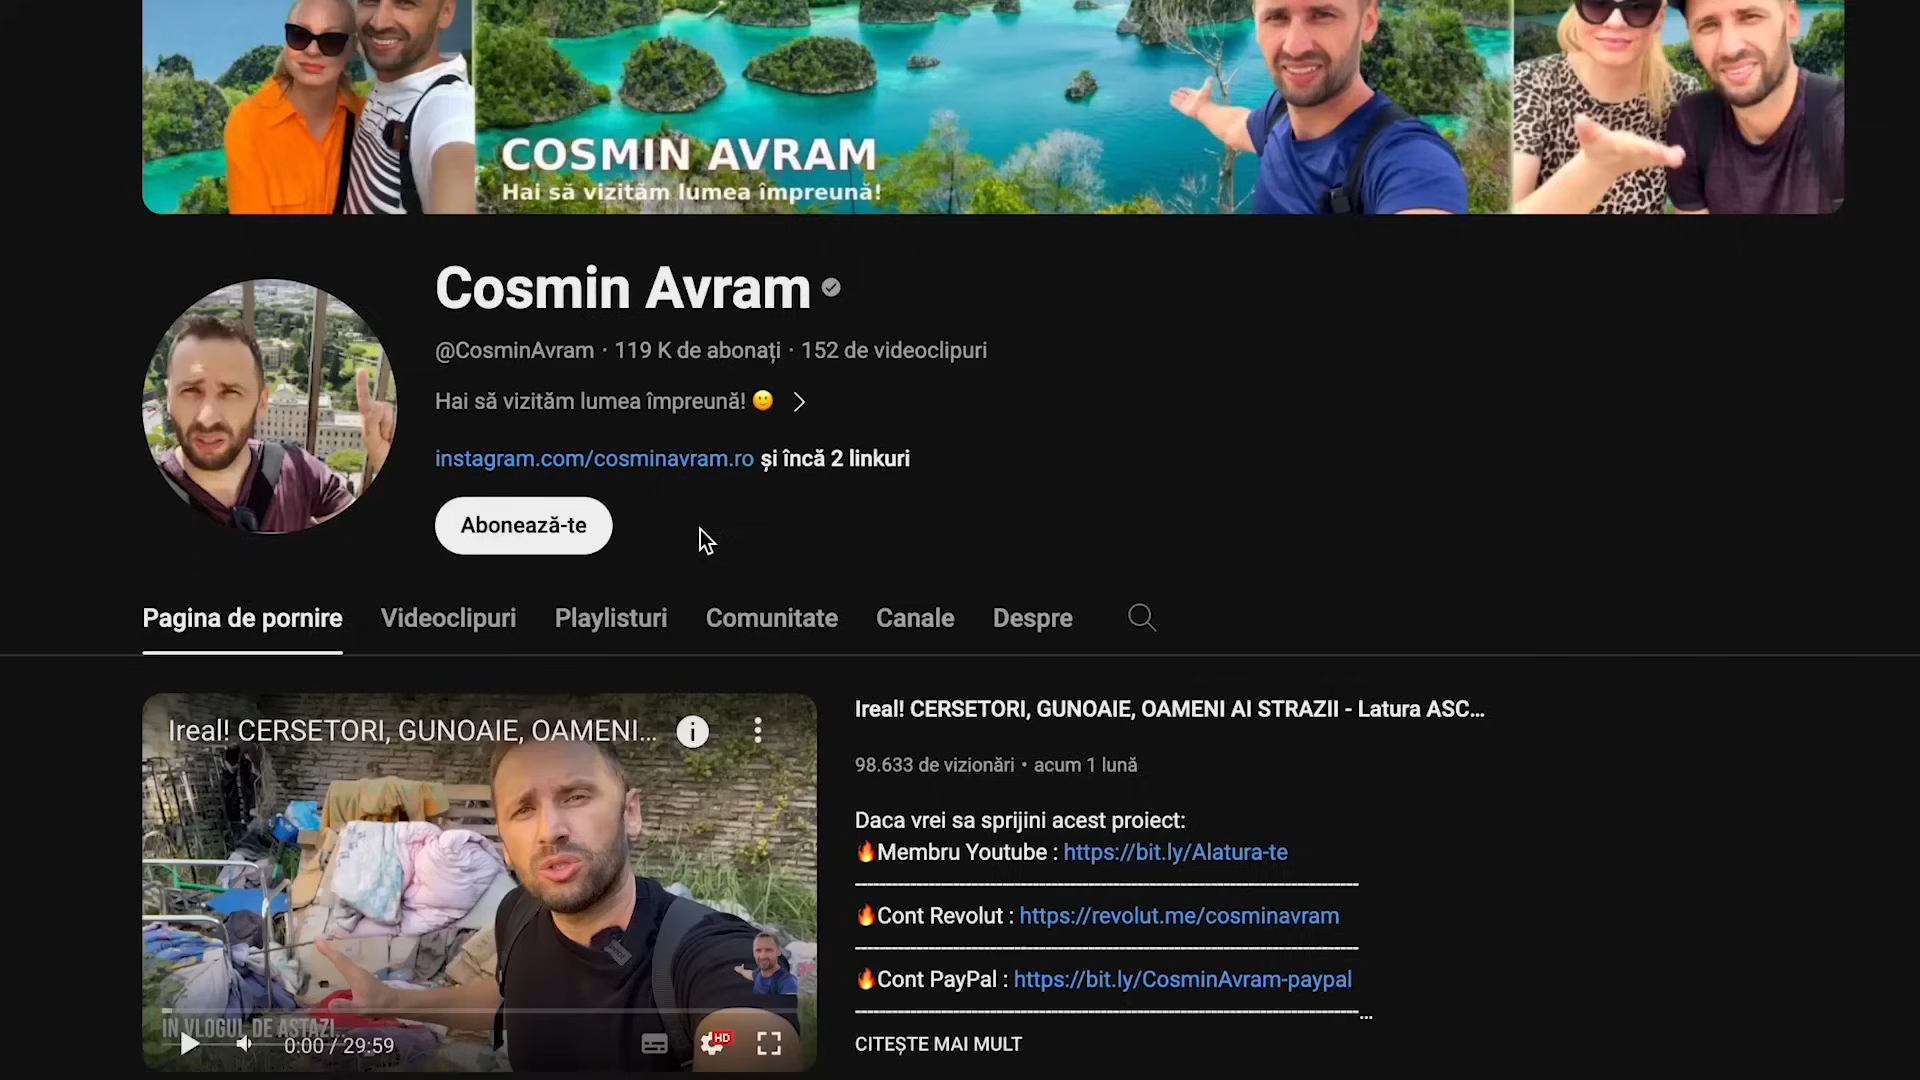 COSMIN AVRAM
Hai să vizităm lumea împreună!
Cosmin Avram
@CosminAvram · 119 K de abonați · 152 de videoclipuri
Hai să vizităm lumea împreună! 🙂
instagram.com/cosminavram.ro și încă 2 linkuri
Abonează-te
Pagina de pornire
Videoclipuri
Playlisturi
Comunitate
Canale
Despre
Ireal! CERSETORI, GUNOAIE, OAMENI...
IN VLOGUL DE ASTAZI
0:00 / 29:59
HD
Ireal! CERSETORI, GUNOAIE, OAMENI AI STRAZII - Latura ASC...
98.633 de vizionări • acum 1 lună
Daca vrei sa sprijini acest proiect:
🔥Membru Youtube : https://bit.ly/Alatura-te
🔥Cont Revolut : https://revolut.me/cosminavram
🔥Cont PayPal : https://bit.ly/CosminAvram-paypal
...
CITEȘTE MAI MULT